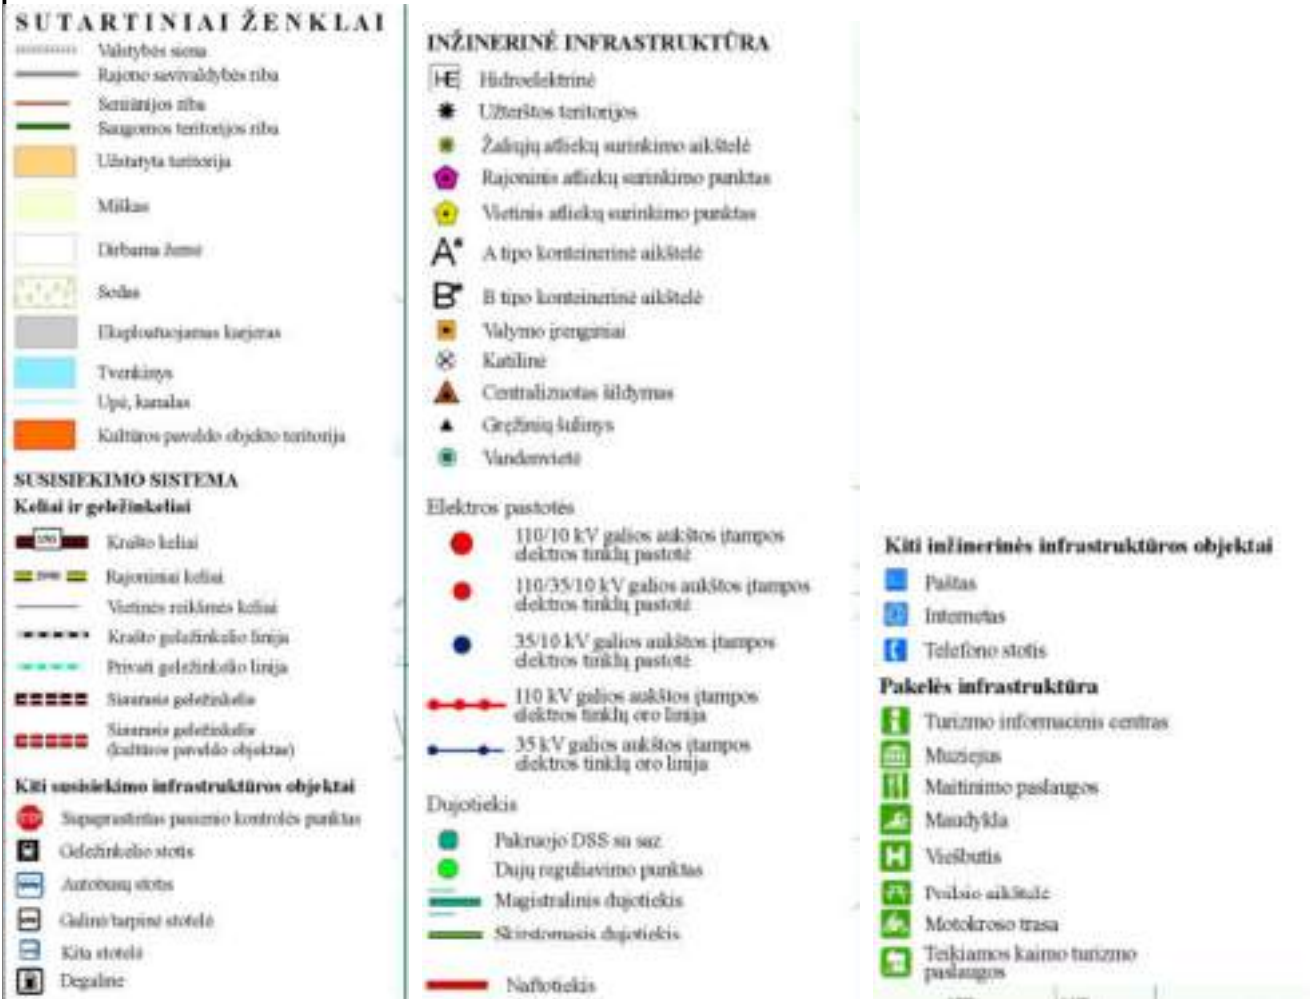 SUTARTINIAI ŽENKLAI
Valstybės siena
Rajono savivaldybės riba
Seniūnijos riba
Saugomos teritorijos riba
Užstatyta teritorija
Miškas
Dirbama žemė
Sodas
Eksploatuojamas karjeras
Tvenkinys
Upė, kanalas
Kultūros paveldo objekto teritorija
SUSISIEKIMO SISTEMA
Keliai ir geležinkeliai
Krašto keliai
Rajoniniai keliai
Vietinės reikšmės keliai
Krašto geležinkelio linija
Privati geležinkelio linija
Siaurasis geležinkelis
Siaurasis geležinkelis
(kultūros paveldo objektas)
Kiti susisiekimo infrastruktūros objektai
Supaprastintas pasienio kontrolės punktas
Geležinkelio stotis
Autobusų stotis
Galinė/tarpinė stotelė
Kita stotelė
Degalinė
INŽINERINĖ INFRASTRUKTŪRA
HE Hidroelektrinė
Užterštos teritorijos
Žaliųjų atliekų surinkimo aikštelė
Rajoninis atliekų surinkimo punktas
Vietinis atliekų surinkimo punktas
A A tipo konteinerinė aikštelė
B B tipo konteinerinė aikštelė
Valymo įrenginiai
Katilinė
Centralizuotas šildymas
Gręžinių šulinys
Vandenvietė
Elektros pastotės
110/10 kV galios aukštos įtampos
elektros tinklų pastotė
110/35/10 kV galios aukštos įtampos
elektros tinklų pastotė
35/10 kV galios aukštos įtampos
elektros tinklų pastotė
110 kV galios aukštos įtampos
elektros tinklų oro linija
35 kV galios aukštos įtampos
elektros tinklų oro linija
Dujotiekis
Pakruojo DSS su saz
Dujų reguliavimo punktas
Magistralinis dujotiekis
Skirstomasis dujotiekis
Naftotiekis
Kiti inžinerinės infrastruktūros objektai
Paštas
Internetas
Telefono stotis
Pakelės infrastruktūra
Turizmo informacinis centras
Muziejus
Maitinimo paslaugos
Maudykla
H Viešbutis
Poilsio aikštelė
Motokroso trasa
Teikiamos kaimo turizmo
paslaugos